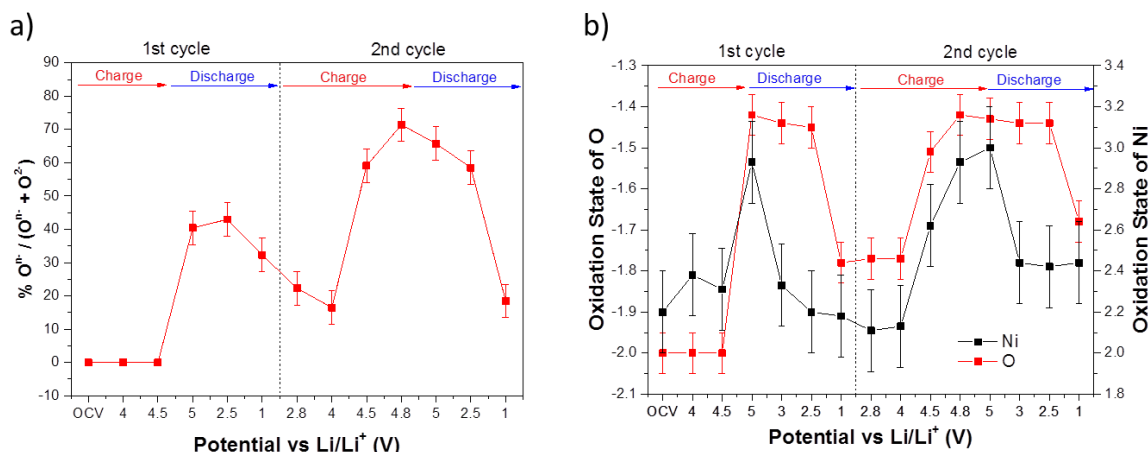 a)
1st cycle
2nd cycle
Charge
Discharge
Charge
Discharge
90
80
70
60
50
40
30
20
10
0
-10
% Oⁿ⁻ / (Oⁿ⁻ + O²⁻)
OCV 4 4.5 5 2.5 1 2.8 4 4.5 4.8 5 2.5 1
Potential vs Li/Li⁺ (V)
b)
1st cycle
2nd cycle
Charge
Discharge
Charge
Discharge
-1.3
-1.4
-1.5
-1.6
-1.7
-1.8
-1.9
-2.0
-2.1
Oxidation State of O
3.4
3.2
3.0
2.8
2.6
2.4
2.2
2.0
1.8
Oxidation State of Ni
Ni
O
OCV 4 4.5 5 3 2.5 1 2.8 4 4.5 4.8 5 3 2.5 1
Potential vs Li/Li⁺ (V)